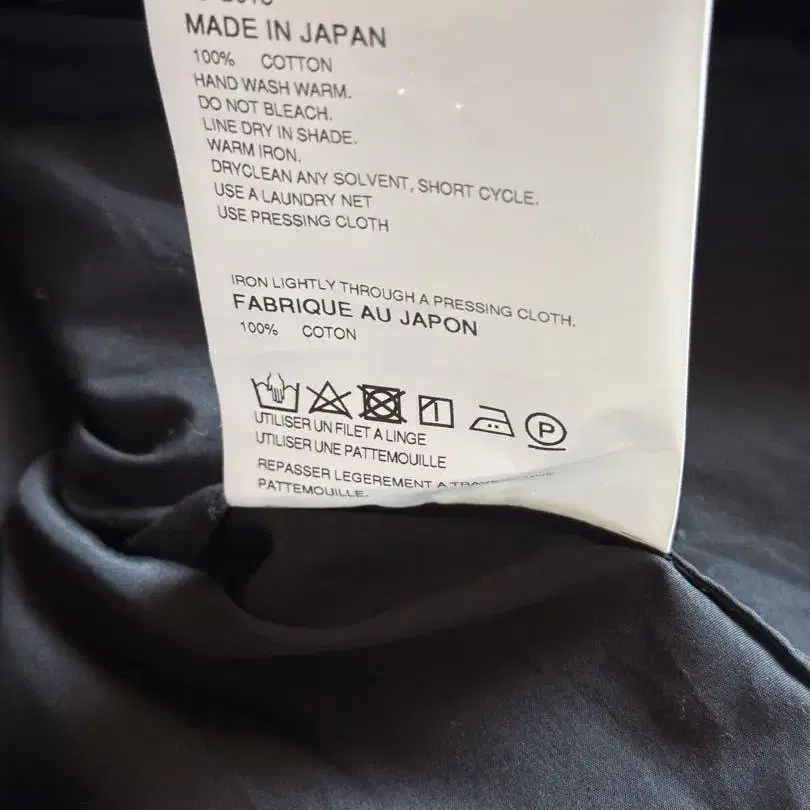 MADE IN JAPAN
100% COTTON
HAND WASH WARM.
DO NOT BLEACH.
LINE DRY IN SHADE.
WARM IRON.
DRYCLEAN ANY SOLVENT, SHORT CYCLE.
USE A LAUNDRY NET
USE PRESSING CLOTH
IRON LIGHTLY THROUGH A PRESSING CLOTH.
FABRIQUE AU JAPON
100% COTON
P
UTILISER UN FILET A LINGE
UTILISER UNE PATTEMOUILLE
REPASSER LEGEREMENT A
PATTEMOUILLE.